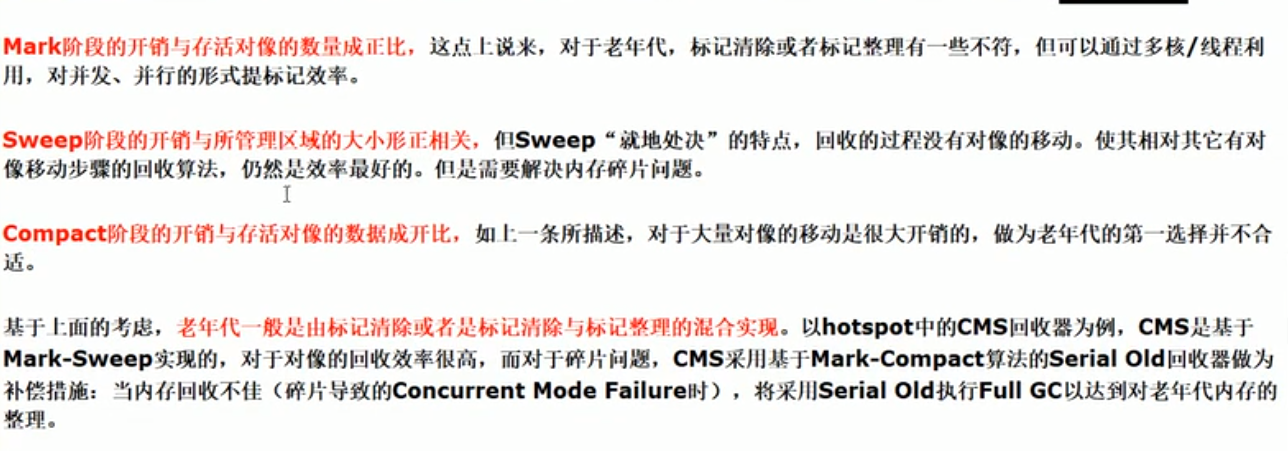 Mark阶段的开销与存活对像的数量成正比，这点上说来，对于老年代，标记清除或者标记整理有一些不符，但可以通过多核/线程利
用，对并发、并行的形式提标记效率。
Sweep阶段的开销与所管理区域的大小形正相关，但Sweep“就地处决”的特点，回收的过程没有对像的移动。使其相对其它有对
像移动步骤的回收算法，仍然是效率最好的。但是需要解决内存碎片问题。
Compact阶段的开销与存活对像的数据成开比，如上一条所描述，对于大量对像的移动是很大开销的，做为老年代的第一选择并不合
适。
基于上面的考虑，老年代一般是由标记清除或者是标记清除与标记整理的混合实现。以hotspot中的CMS回收器为例，CMS是基于
Mark-Sweep实现的，对于对像的回收效率很高，而对于碎片问题，CMS采用基于Mark-Compact算法的Serial Old回收器做为
补偿措施：当内存回收不佳（碎片导致的Concurrent Mode Failure时），将采用Serial Old执行Full GC以达到对老年代内存的
整理。